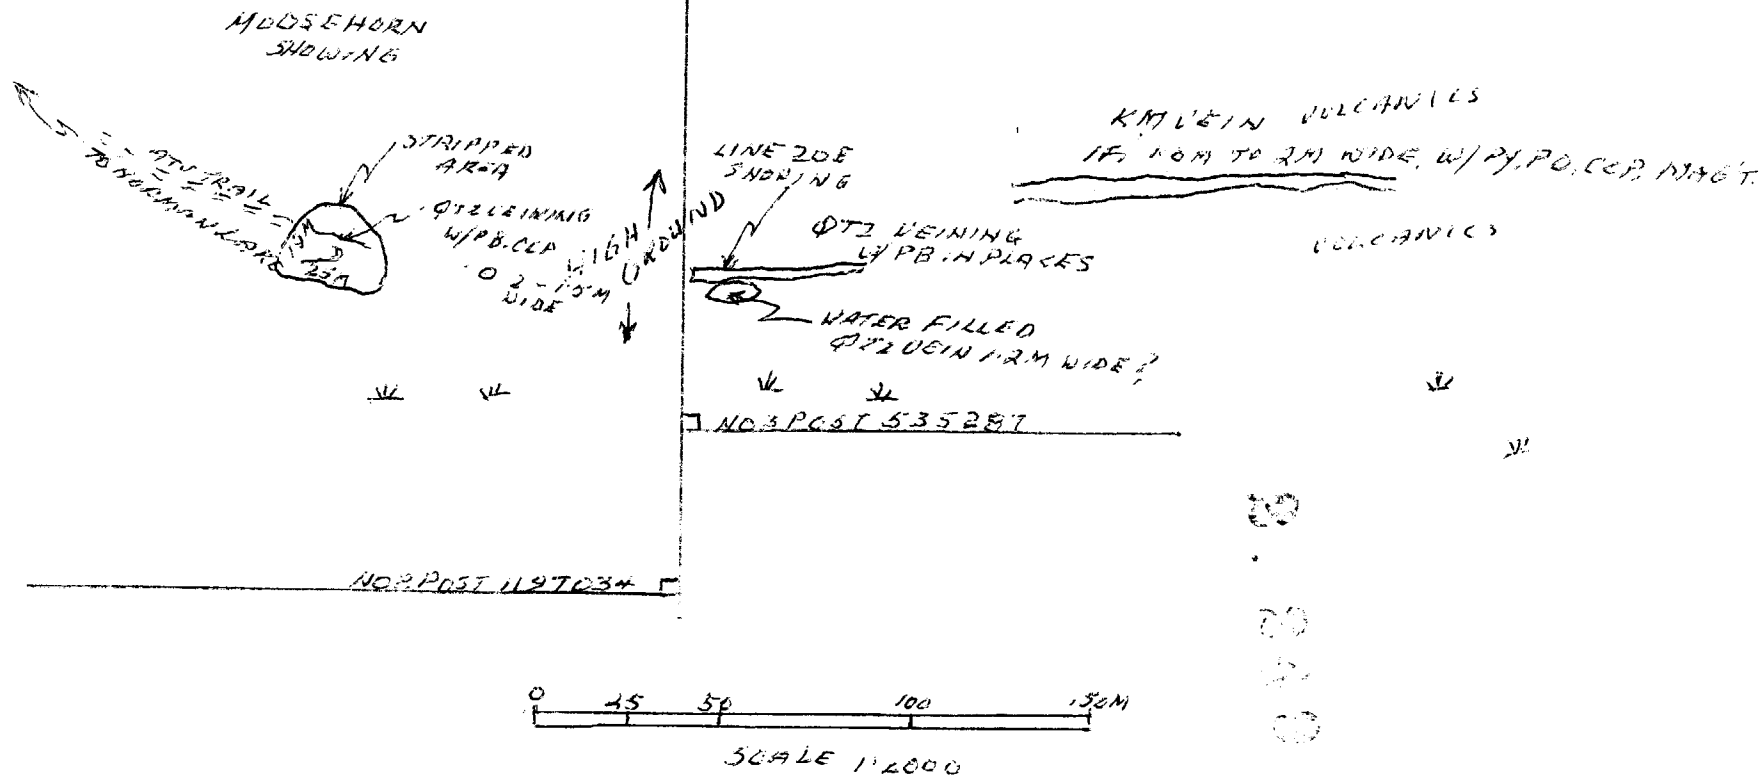 MOOSEHORN
SHOWING
STRIPPED
AREA
ATV TRAIL
TO NORMAN LAKE
QTZ VEINING
W/PB.CCP
0.2-1.5M
WIDE
HIGH
GROUND
LINE 20E
SHOWING
QTZ VEINING
W/PB IN PLACES
WATER FILLED
QTZ VEIN 1.2M WIDE?
KM VEIN VOLCANICS
1.0M TO 2M WIDE, W/PY.PO.CCP, MAGT.
VOLCANICS
NO 3 POST 535287
NO 2 POST 1197034
0 25 50 100 150M
SCALE 1:2000